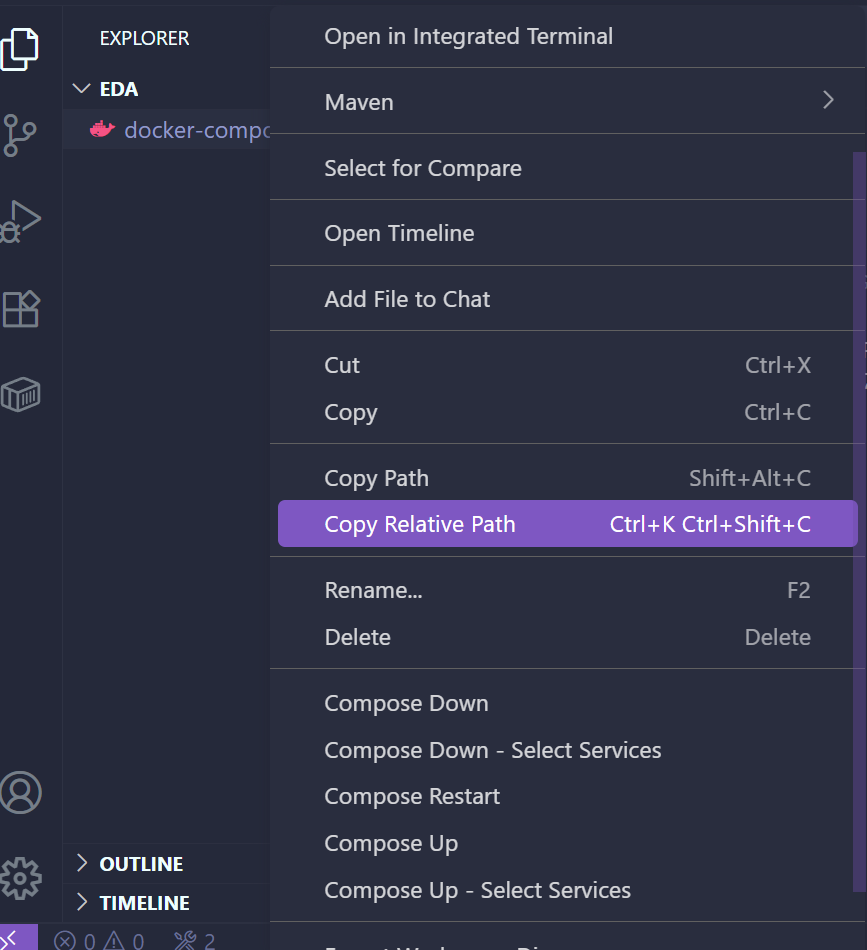 EXPLORER
EDA
docker-compo
Open in Integrated Terminal
Maven
Select for Compare
Open Timeline
Add File to Chat
Cut Ctrl+X
Copy Ctrl+C
Copy Path Shift+Alt+C
Copy Relative Path Ctrl+K Ctrl+Shift+C
Rename... F2
Delete Delete
Compose Down
Compose Down - Select Services
Compose Restart
Compose Up
Compose Up - Select Services
OUTLINE
TIMELINE
0 0 2